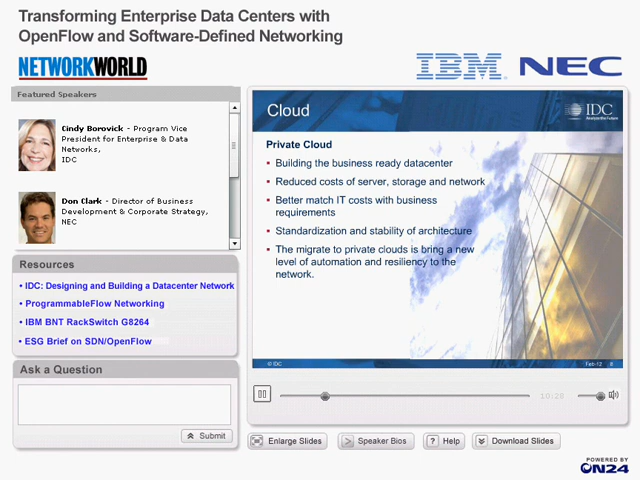 Transforming Enterprise Data Centers with
OpenFlow and Software-Defined Networking
NETWORKWORLD
IBM
NEC
Featured Speakers
Cindy Borovick - Program Vice
President for Enterprise & Data
Networks,
IDC
Don Clark - Director of Business
Development & Corporate Strategy,
NEC
Resources
• IDC: Designing and Building a Datacenter Network
• ProgrammableFlow Networking
• IBM BNT RackSwitch G8264
• ESG Brief on SDN/OpenFlow
Ask a Question
Submit
Cloud
IDC
Analyze the Future
Private Cloud
▪ Building the business ready datacenter
▪ Reduced costs of server, storage and network
▪ Better match IT costs with business
requirements
▪ Standardization and stability of architecture
▪ The migrate to private clouds is bring a new
level of automation and resiliency to the
network.
© IDC
Feb-12 8
10:28
Enlarge Slides
Speaker Bios
? Help
Download Slides
POWERED BY
ON24